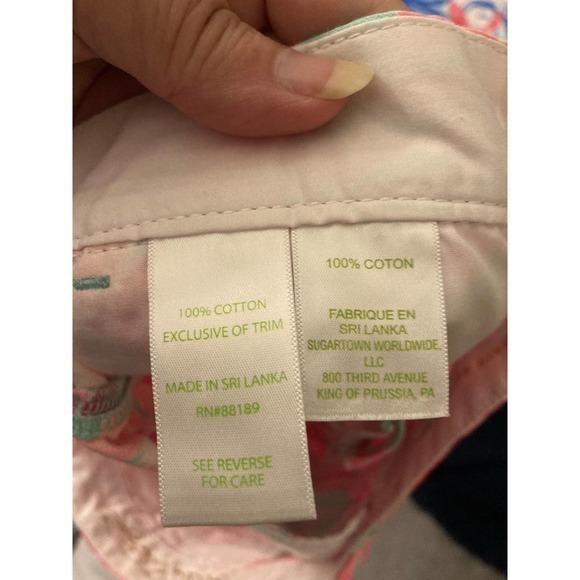 100% COTTON
EXCLUSIVE OF TRIM
MADE IN SRI LANKA
RN#88189
SEE REVERSE
FOR CARE
100% COTON
FABRIQUE EN
SRI LANKA
SUGARTOWN WORLDWIDE,
LLC
800 THIRD AVENUE
KING OF PRUSSIA, PA